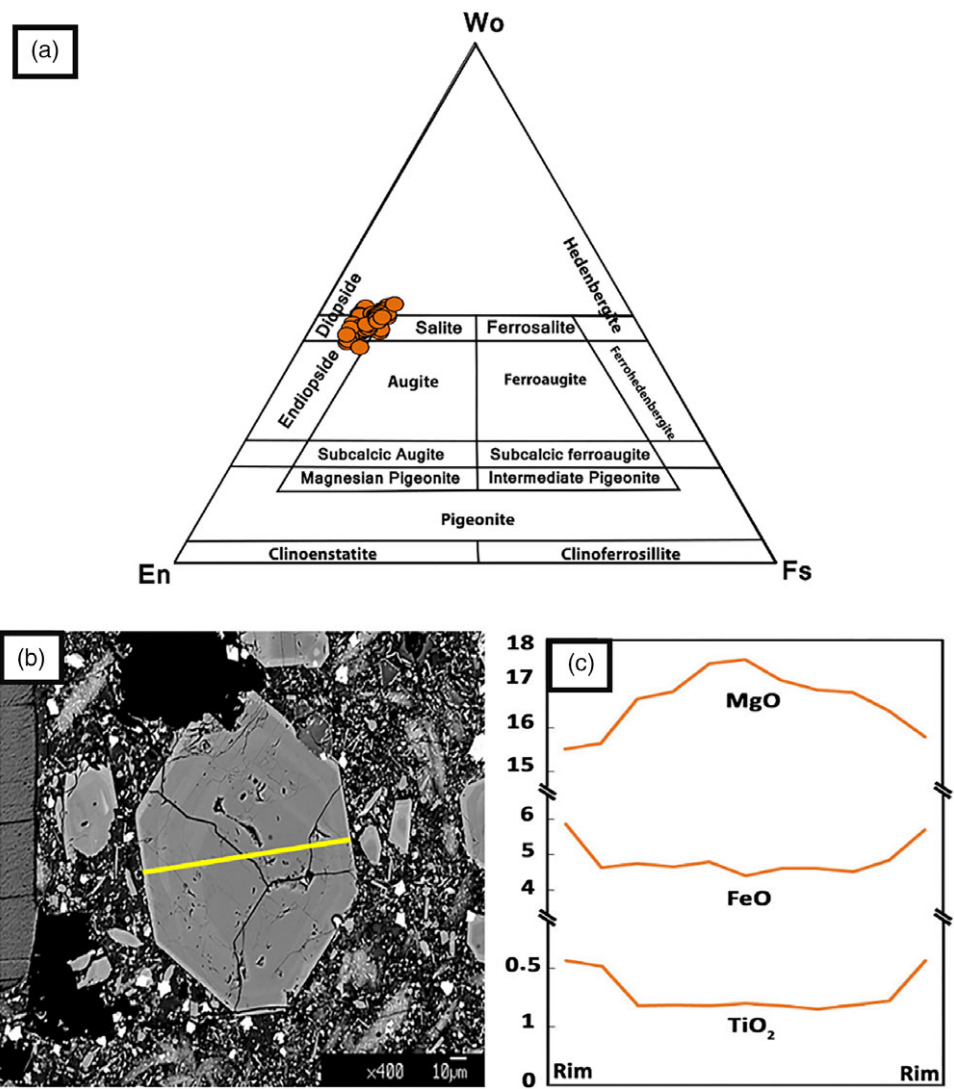 (a)
Wo
Diopside
Hedenbergite
Salite
Ferrosalite
Endiopside
Augite
Ferroaugite
Ferrohedenbergite
Subcalcic Augite
Subcalcic ferroaugite
Magnesian Pigeonite
Intermediate Pigeonite
Pigeonite
Clinoenstatite
Clinoferrosillite
En
Fs
(b)
x400 10µm
(c)
18
17
MgO
16
15
6
5
FeO
4
0.5
TiO₂
1
0
Rim
Rim